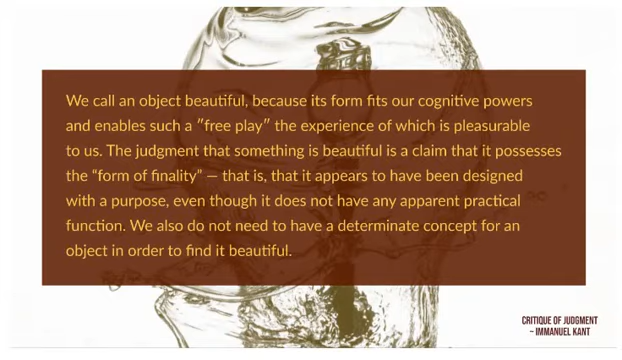 We call an object beautiful, because its form fits our cognitive powers
and enables such a "free play" the experience of which is pleasurable
to us. The judgment that something is beautiful is a claim that it possesses
the “form of finality” — that is, that it appears to have been designed
with a purpose, even though it does not have any apparent practical
function. We also do not need to have a determinate concept for an
object in order to find it beautiful.
CRITIQUE OF JUDGMENT
– IMMANUEL KANT